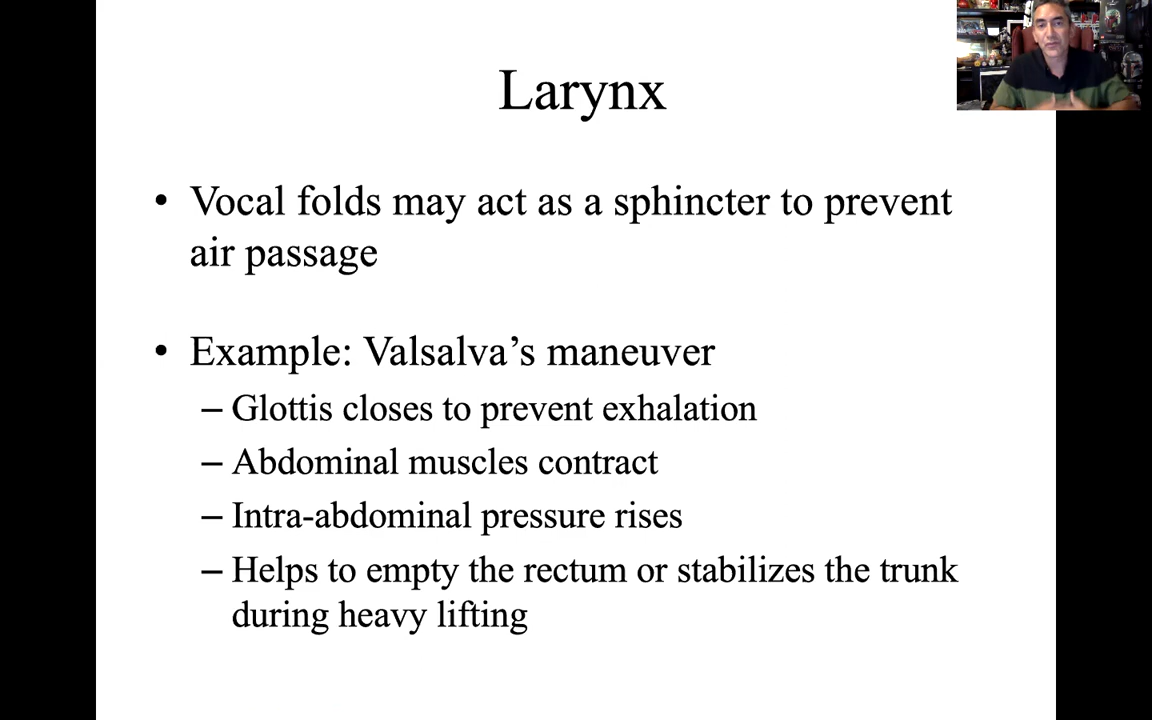 Larynx
• Vocal folds may act as a sphincter to prevent
air passage
• Example: Valsalva’s maneuver
– Glottis closes to prevent exhalation
– Abdominal muscles contract
– Intra-abdominal pressure rises
– Helps to empty the rectum or stabilizes the trunk
during heavy lifting